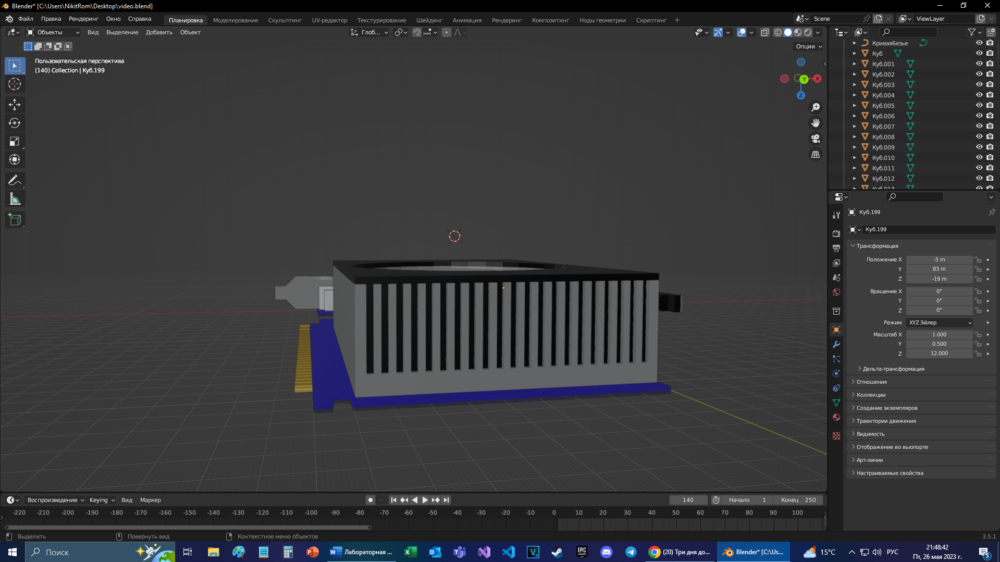 Blender* [C:\Users\NikitRom\Desktop\video.blend]
Файл Правка Рендеринг Окно Справка
Планировка Моделирование Скульптинг UV-редактор Текстурирование Шейдинг Анимация Рендеринг Композитинг Ноды геометрии Скриптинг +
Scene
ViewLayer
Объекты Вид Выделение Добавить Объект
Глоб...
Опции
Пользовательская перспектива
(140) Collection | Куб.199
Y X
Z
КриваяБезье
Куб
Куб.001
Куб.002
Куб.003
Куб.004
Куб.005
Куб.006
Куб.007
Куб.008
Куб.009
Куб.010
Куб.011
Куб.012
Куб.013
Куб.199
Куб.199
Трансформация
Положение X -5 m
Y 83 m
Z -19 m
Вращение X 0°
Y 0°
Z 0°
Режим XYZ Эйлер
Масштаб X 1.000
Y 0.500
Z 12.000
Дельта-трансформация
Отношения
Коллекции
Создание экземпляров
Траектории движения
Видимость
Отображение во вьюпорте
Арт-линии
Настраиваемые свойства
Воспроизведение Keying Вид Маркер
140 Начало 1 Конец 250
-220 -210 -200 -190 -180 -170 -160 -150 -140 -130 -120 -110 -100 -90 -80 -70 -60 -50 -40 -30 -20 -10 0 10 20 30 40 50 60 70 80 90 100
Выделить Повернуть вид Контекстное меню объектов
3.5.1
Поиск
Лабораторная ...
(20) Три дня до...
Blender* [C:\Us...
15°C
РУС
21:48:42
Пт, 26 мая 2023 г.
5